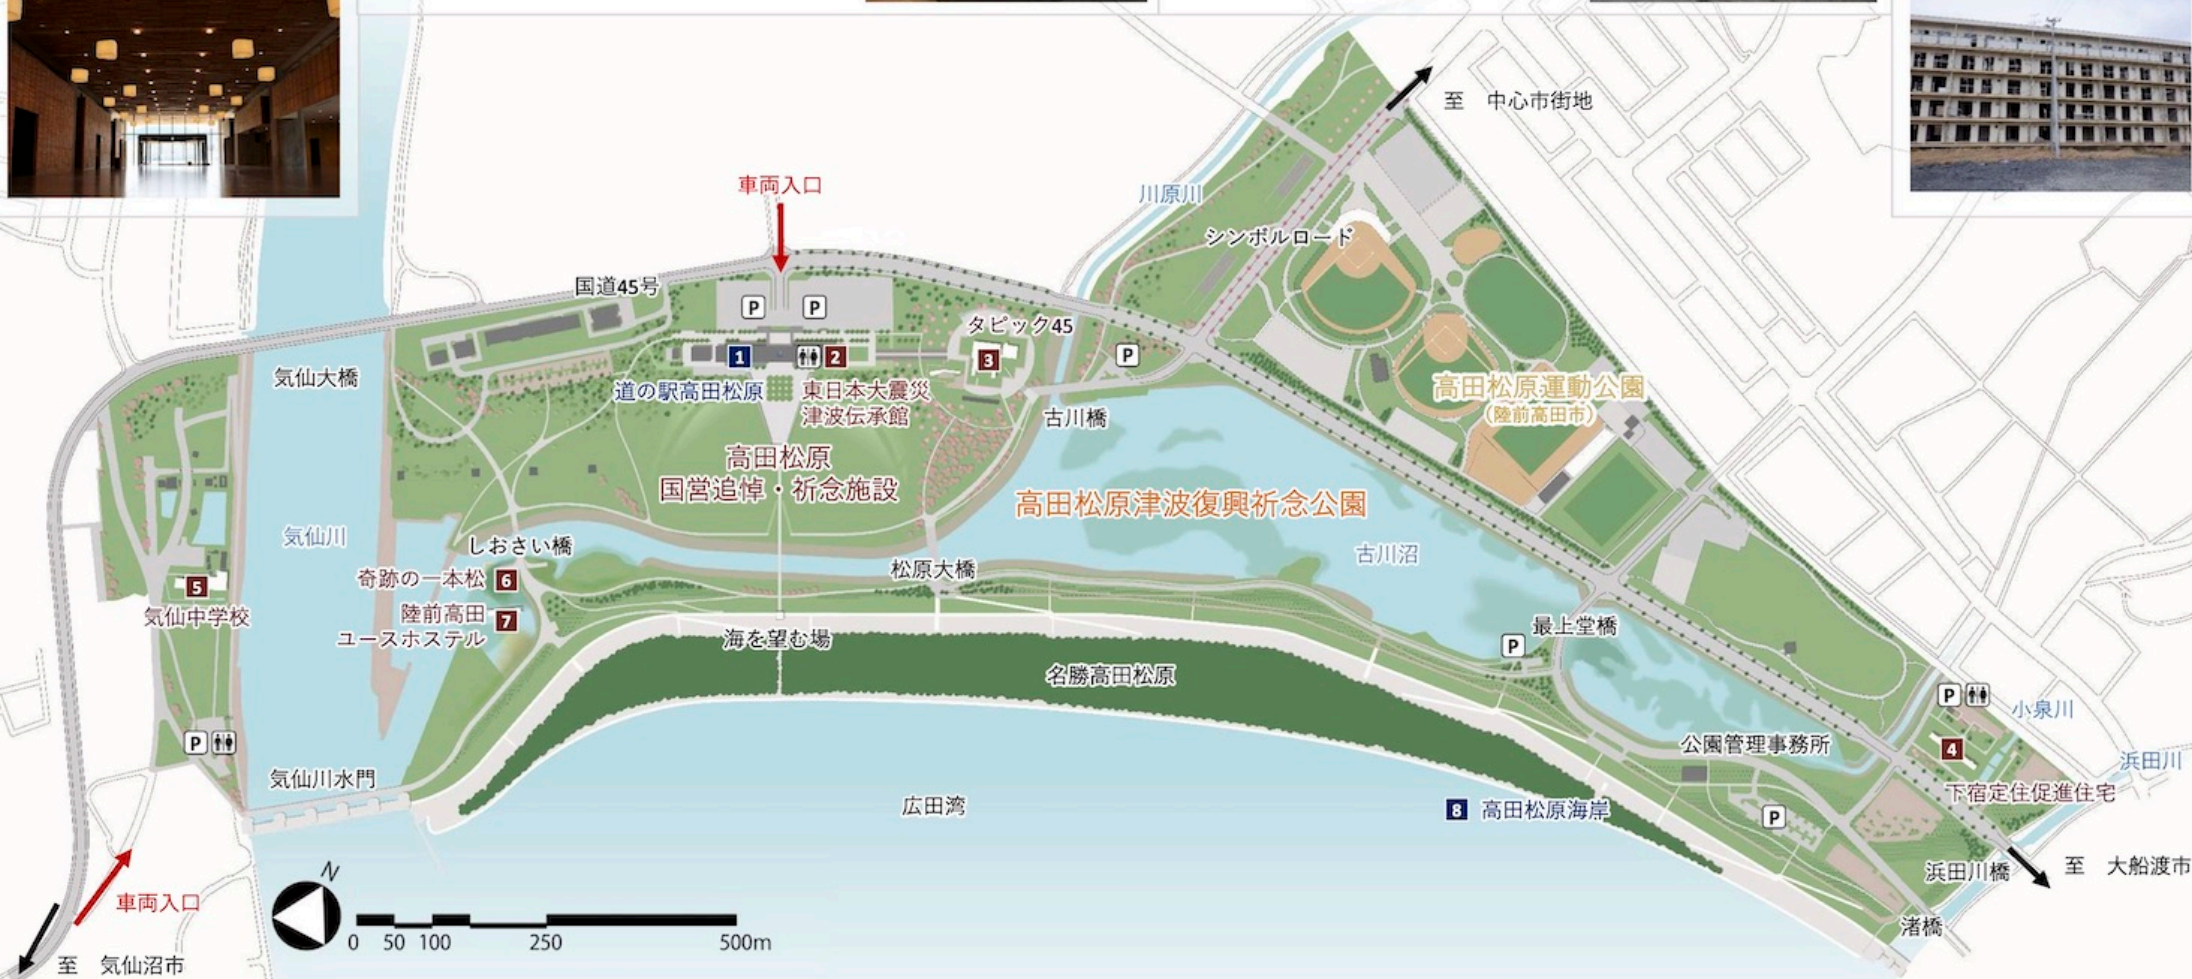 至 中心市街地
車両入口
川原川
シンボルロード
国道45号
P
P
タピック45
1
2
3
P
気仙大橋
道の駅高田松原
東日本大震災
津波伝承館
古川橋
高田松原運動公園
(陸前高田市)
高田松原
国営追悼・祈念施設
高田松原津波復興祈念公園
気仙川
しおさい橋
古川沼
奇跡の一本松
6
松原大橋
5
気仙中学校
陸前高田
ユースホステル
7
海を望む場
最上堂橋
P
名勝高田松原
P
小泉川
P
公園管理事務所
4
浜田川
気仙川水門
下宿定住促進住宅
広田湾
8
高田松原海岸
P
浜田川橋
至 大船渡市
車両入口
N
渚橋
0 50 100 250 500m
至 気仙沼市